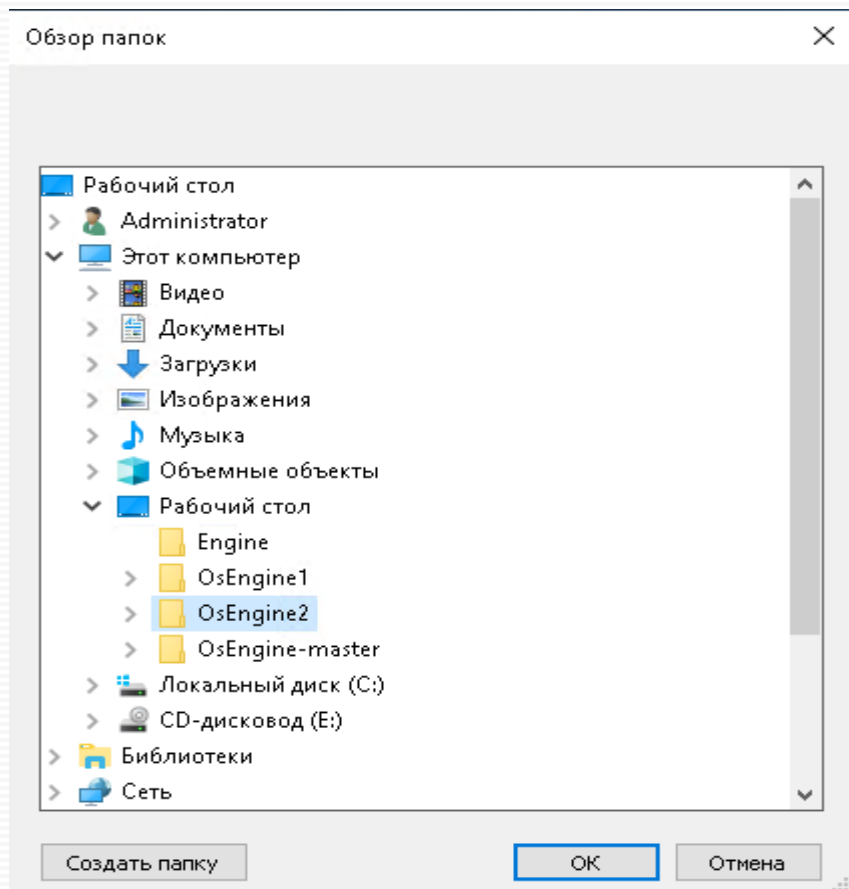 Обзор папок
Рабочий стол
Administrator
Этот компьютер
Видео
Документы
Загрузки
Изображения
Музыка
Объемные объекты
Рабочий стол
Engine
OsEngine1
OsEngine2
OsEngine-master
Локальный диск (C:)
CD-дисковод (E:)
Библиотеки
Сеть
Создать папку ОК Отмена